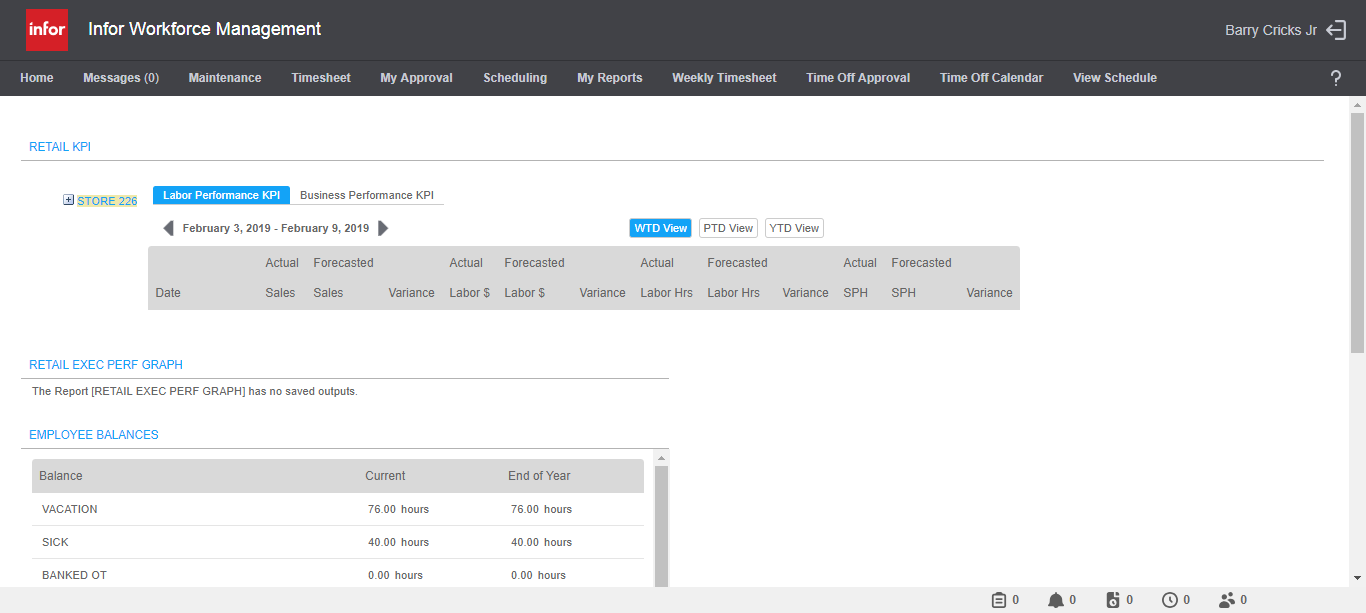 infor Infor Workforce Management Barry Cricks Jr
Home Messages (0) Maintenance Timesheet My Approval Scheduling My Reports Weekly Timesheet Time Off Approval Time Off Calendar View Schedule ?
RETAIL KPI
STORE 226 Labor Performance KPI Business Performance KPI
February 3, 2019 - February 9, 2019 WTD View PTD View YTD View
Actual Forecasted Actual Forecasted Actual Forecasted Actual Forecasted
Date Sales Sales Variance Labor $ Labor $ Variance Labor Hrs Labor Hrs Variance SPH SPH Variance
RETAIL EXEC PERF GRAPH
The Report [RETAIL EXEC PERF GRAPH] has no saved outputs.
EMPLOYEE BALANCES
Balance Current End of Year
VACATION 76.00 hours 76.00 hours
SICK 40.00 hours 40.00 hours
BANKED OT 0.00 hours 0.00 hours
0 0 0 0 0